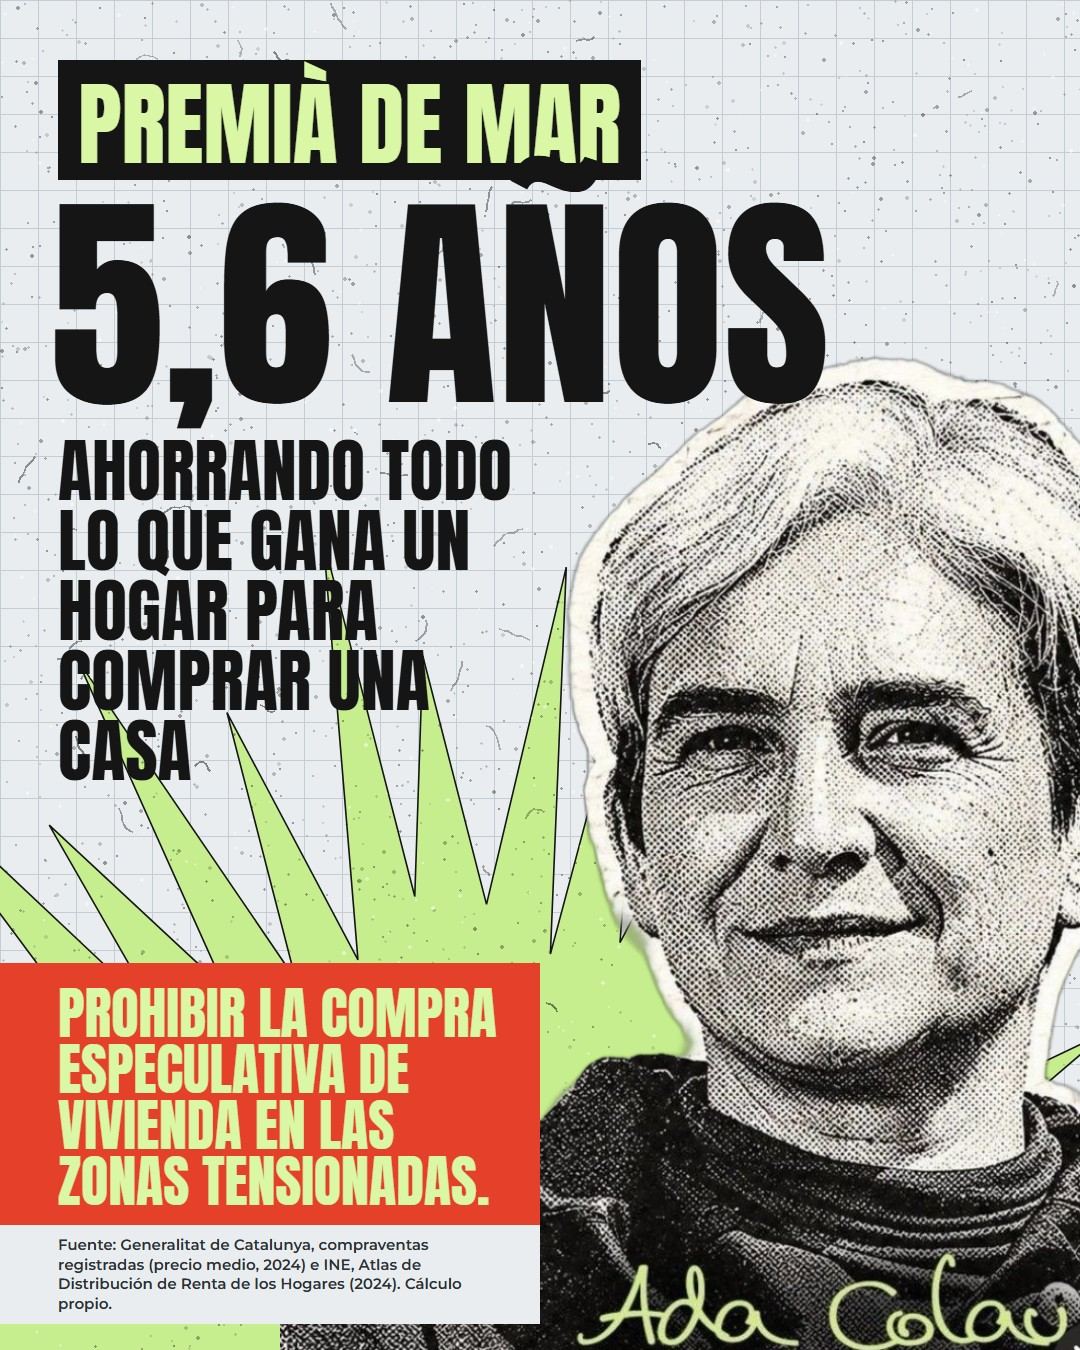 PREMIÀ DE MAR
5,6 AÑOS
AHORRANDO TODO
LO QUE GANA UN
HOGAR PARA
COMPRAR UNA
CASA
PROHIBIR LA COMPRA
ESPECULATIVA DE
VIVIENDA EN LAS
ZONAS TENSIONADAS.
Fuente: Generalitat de Catalunya, compraventas
registradas (precio medio, 2024) e INE, Atlas de
Distribución de Renta de los Hogares (2024). Cálculo
propio.
Ada Colau